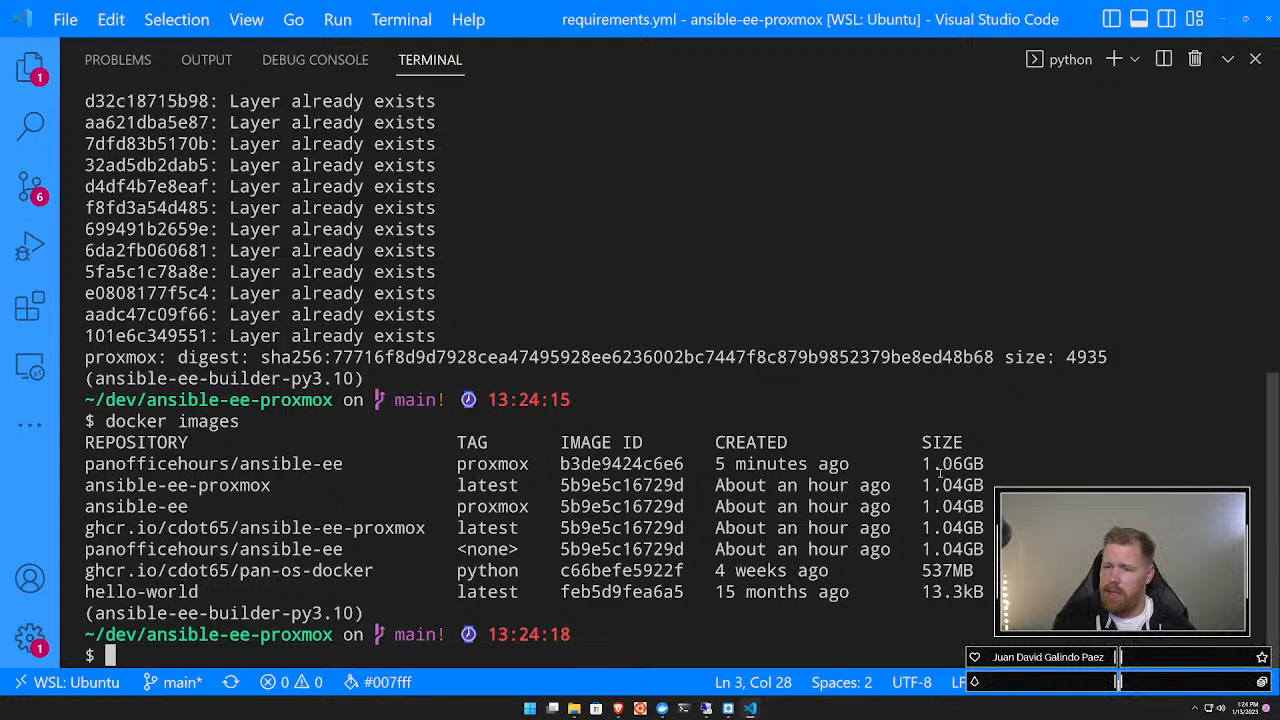 File Edit Selection View Go Run Terminal Help requirements.yml - ansible-ee-proxmox [WSL: Ubuntu] - Visual Studio Code
PROBLEMS OUTPUT DEBUG CONSOLE TERMINAL python
1
6
1
d32c18715b98: Layer already exists
aa621dba5e87: Layer already exists
7dfd83b5170b: Layer already exists
32ad5db2dab5: Layer already exists
d4df4b7e8eaf: Layer already exists
f8fd3a54d485: Layer already exists
699491b2659e: Layer already exists
6da2fb060681: Layer already exists
5fa5c1c78a8e: Layer already exists
e0808177f5c4: Layer already exists
aadc47c09f66: Layer already exists
101e6c349551: Layer already exists
proxmox: digest: sha256:77716f8d9d7928cea47495928ee6236002bc7447f8c879b9852379be8ed48b68 size: 4935
(ansible-ee-builder-py3.10)
~/dev/ansible-ee-proxmox on main! 13:24:15
$ docker images
REPOSITORY TAG IMAGE ID CREATED SIZE
panofficehours/ansible-ee proxmox b3de9424c6e6 5 minutes ago 1.06GB
ansible-ee-proxmox latest 5b9e5c16729d About an hour ago 1.04GB
ansible-ee proxmox 5b9e5c16729d About an hour ago 1.04GB
ghcr.io/cdot65/ansible-ee-proxmox latest 5b9e5c16729d About an hour ago 1.04GB
panofficehours/ansible-ee <none> 5b9e5c16729d About an hour ago 1.04GB
ghcr.io/cdot65/pan-os-docker python c66befe5922f 4 weeks ago 537MB
hello-world latest feb5d9fea6a5 15 months ago 13.3kB
(ansible-ee-builder-py3.10)
~/dev/ansible-ee-proxmox on main! 13:24:18
$
Juan David Galindo Paez
WSL: Ubuntu main* 0 0 #007fff Ln 3, Col 28 Spaces: 2 UTF-8 LF
1:24 PM
1/13/2023